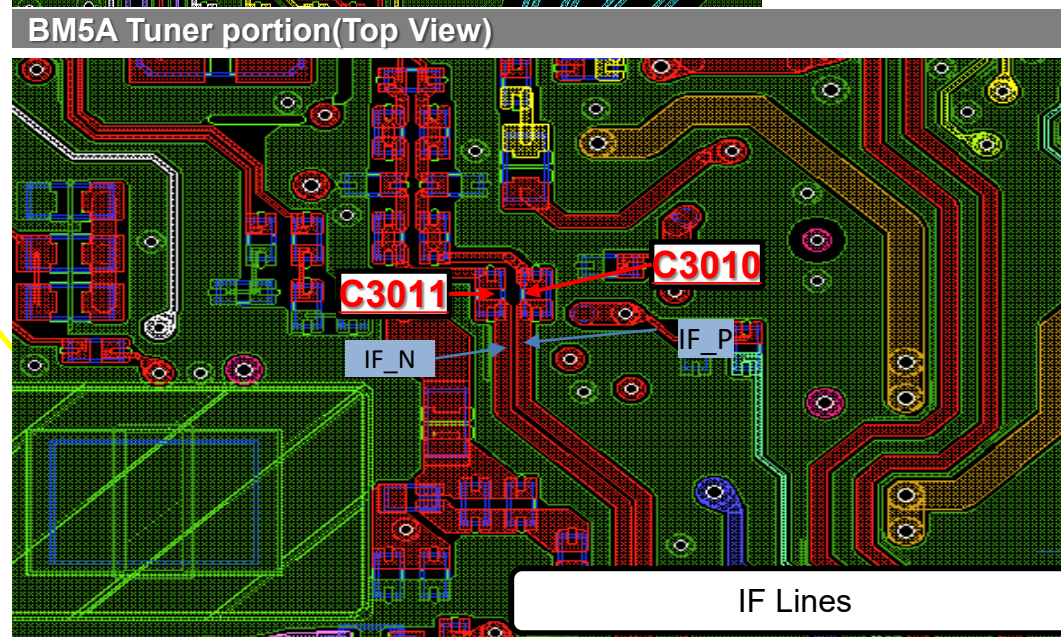 BM5A Tuner portion(Top View)
C3010
C3011
IF_P
IF_N
IF Lines